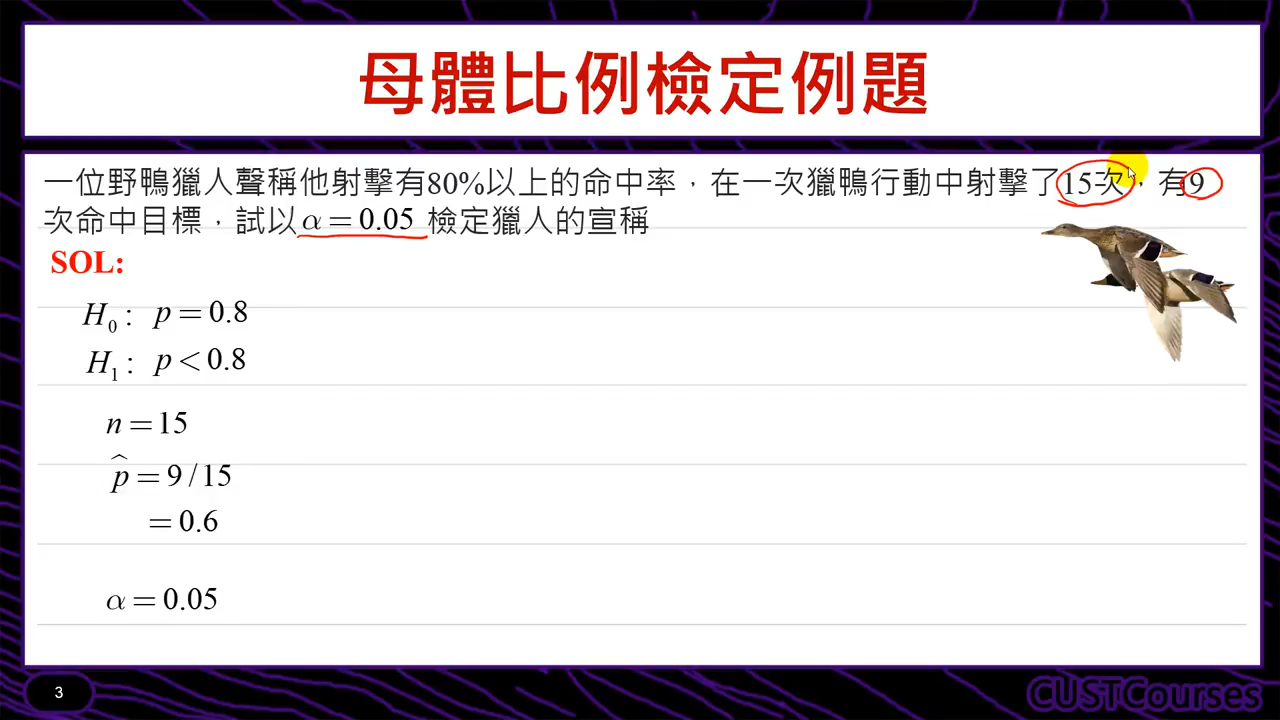 母體比例檢定例題
一位野鴨獵人聲稱他射擊有80%以上的命中率，在一次獵鴨行動中射擊了15次，有9
次命中目標，試以 α = 0.05 檢定獵人的宣稱
SOL:
H₀ : p = 0.8
H₁ : p < 0.8
n = 15
p̂ = 9 / 15
= 0.6
α = 0.05
3
CUSTCourses